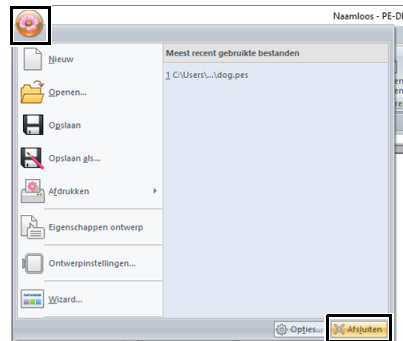 Naamloos - PE-D
Nieuw
Openen...
Opslaan
Opslaan als...
Afdrukken
Eigenschappen ontwerp
Ontwerpinstellingen...
Wizard...
Meest recent gebruikte bestanden
1 C:\Users\...\dog.pes
Opties...
Afsluiten